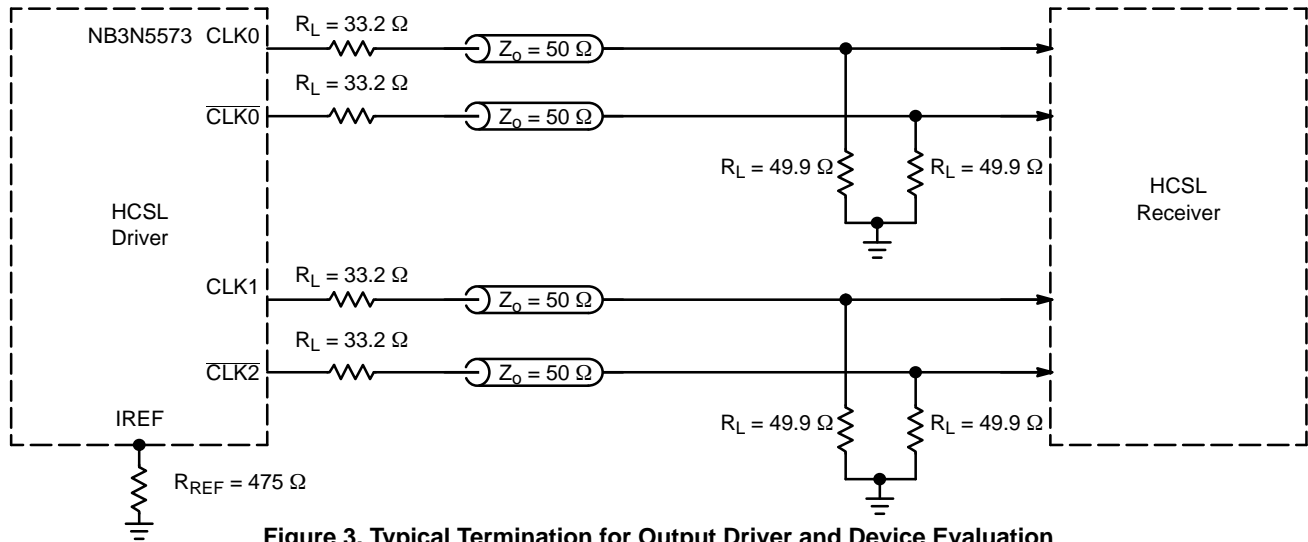 NB3N5573 CLK0
R_L = 33.2 Ω
Z_o = 50 Ω
R_L = 33.2 Ω
C̅L̅K̅0̅
Z_o = 50 Ω
R_L = 49.9 Ω
R_L = 49.9 Ω
HCSL
Driver
HCSL
Receiver
CLK1
R_L = 33.2 Ω
Z_o = 50 Ω
R_L = 33.2 Ω
C̅L̅K̅2̅
Z_o = 50 Ω
IREF
R_L = 49.9 Ω
R_L = 49.9 Ω
R_REF = 475 Ω
Figure 3. Typical Termination for Output Driver and Device Evaluation